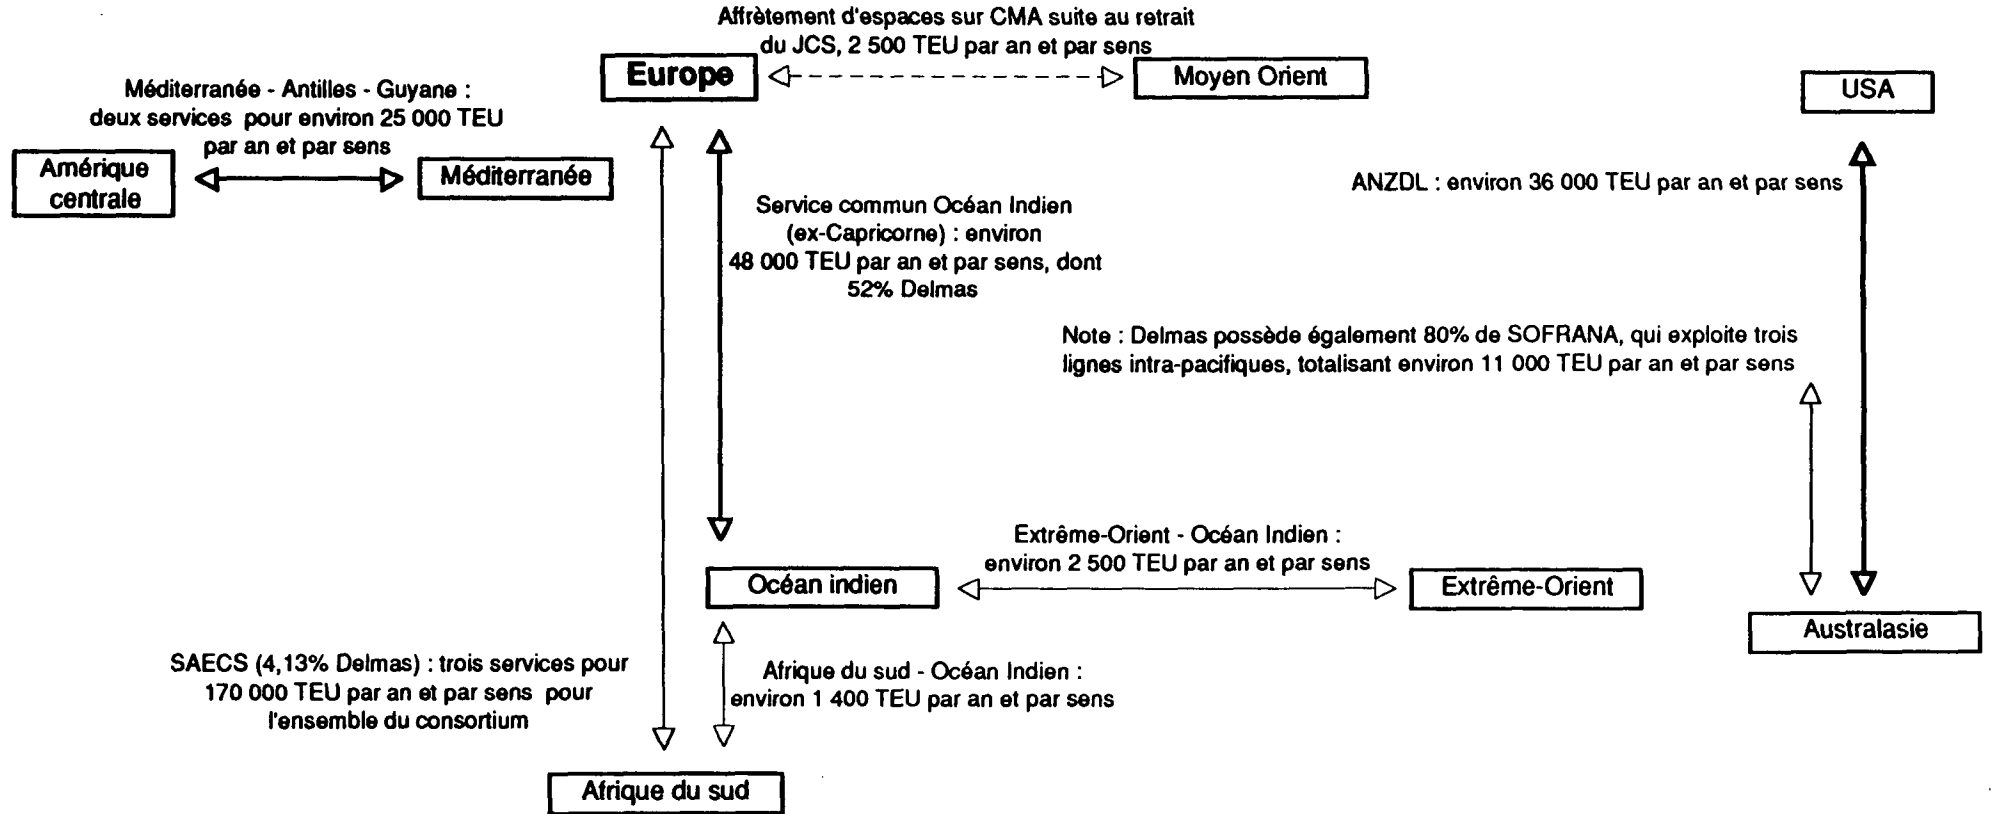 Affrètement d'espaces sur CMA suite au retrait
du JCS, 2 500 TEU par an et par sens
Europe
Moyen Orient
USA
Méditerranée - Antilles - Guyane :
deux services pour environ 25 000 TEU
par an et par sens
Amérique
centrale
Méditerranée
ANZDL : environ 36 000 TEU par an et par sens
Service commun Océan Indien
(ex-Capricorne) : environ
48 000 TEU par an et par sens, dont
52% Delmas
Note : Delmas possède également 80% de SOFRANA, qui exploite trois
lignes intra-pacifiques, totalisant environ 11 000 TEU par an et par sens
Extrême-Orient - Océan Indien :
environ 2 500 TEU par an et par sens
Océan indien
Extrême-Orient
Australasie
SAECS (4,13% Delmas) : trois services pour
170 000 TEU par an et par sens pour
l'ensemble du consortium
Afrique du sud - Océan Indien :
environ 1 400 TEU par an et par sens
Afrique du sud